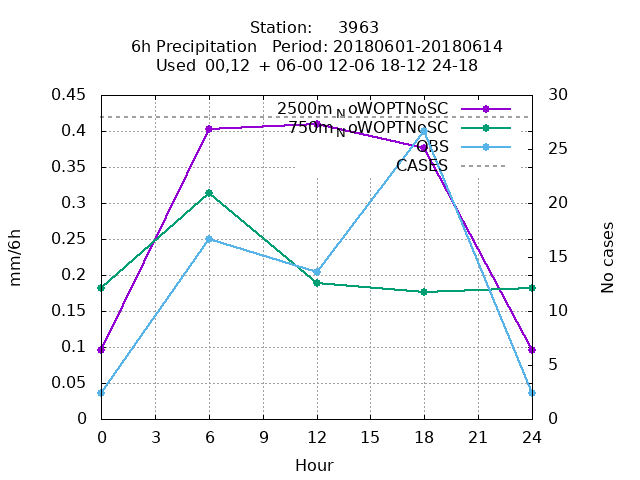 Station: 3963
6h Precipitation Period: 20180601-20180614
Used 00,12 + 06-00 12-06 18-12 24-18
0.45
0.4
0.35
0.3
0.25
0.2
0.15
0.1
0.05
0
30
25
20
15
10
5
0
2500m_NoWOPTNoSC
750m_NoWOPTNoSC
OBS
CASES
mm/6h
No cases
0 3 6 9 12 15 18 21 24
Hour